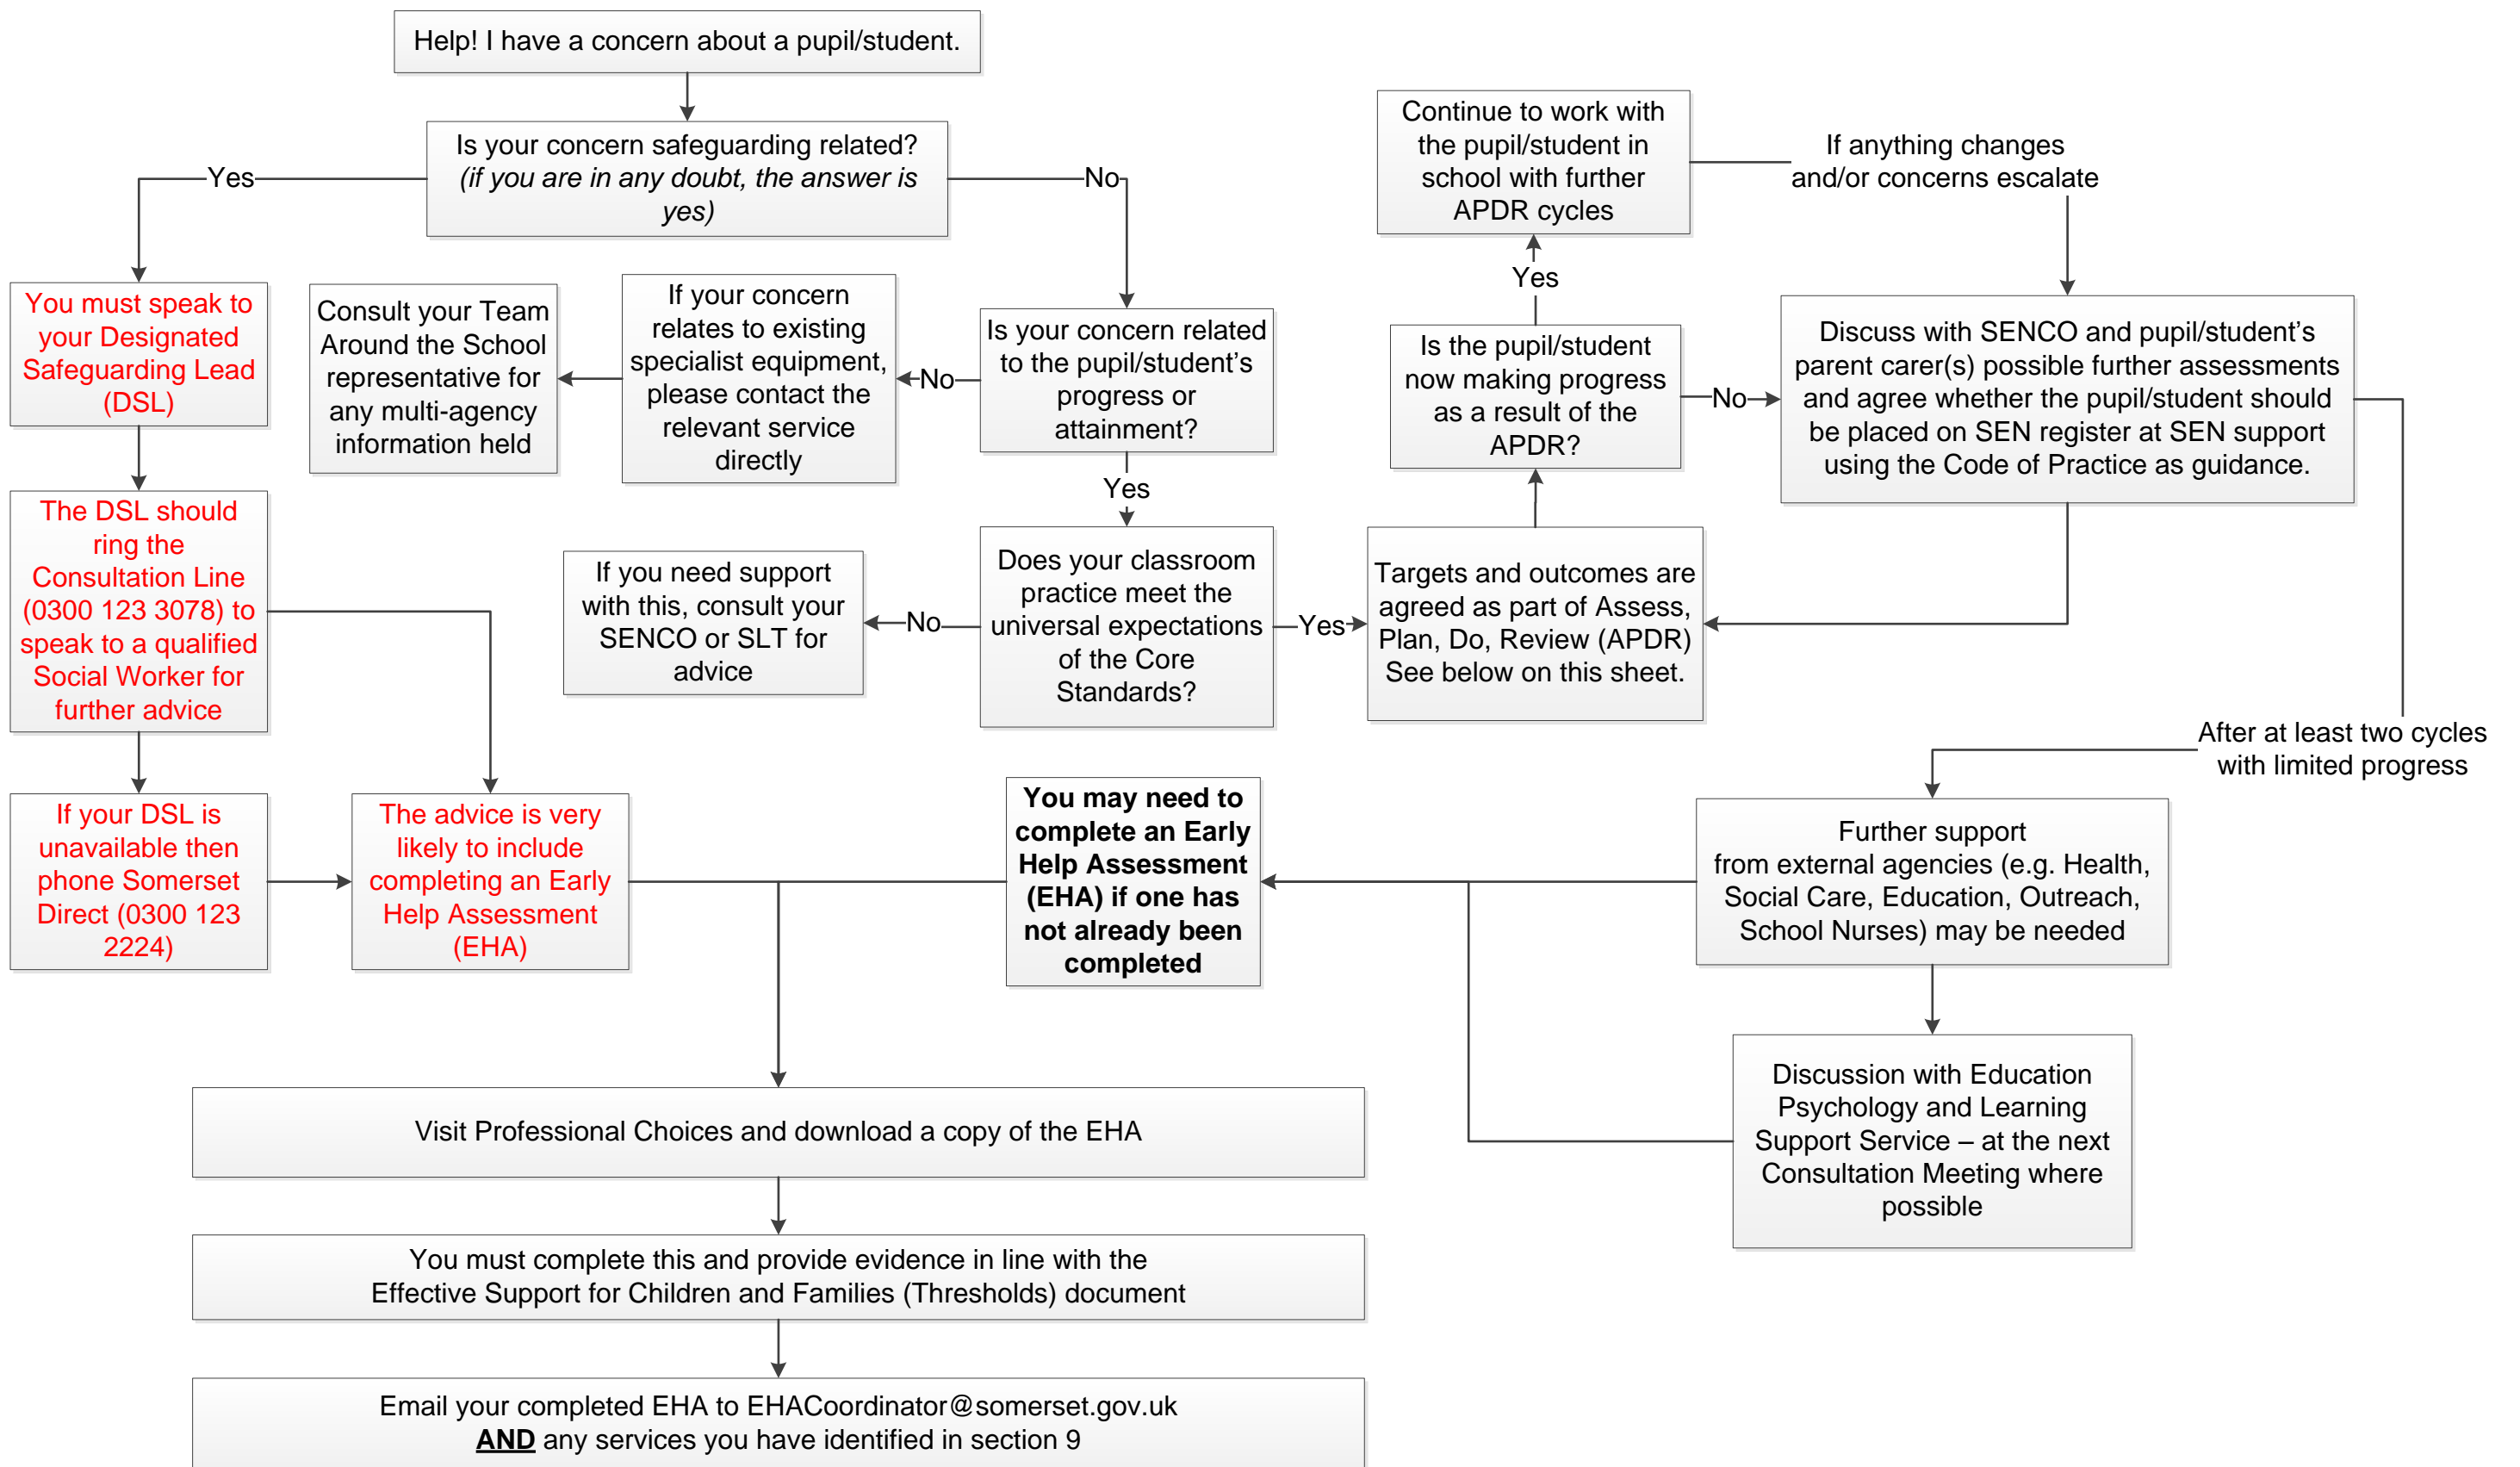 Help! I have a concern about a pupil/student.
Is your concern safeguarding related?
(if you are in any doubt, the answer is
yes)
Yes
No
You must speak to
your Designated
Safeguarding Lead
(DSL)
The DSL should
ring the
Consultation Line
(0300 123 3078) to
speak to a qualified
Social Worker for
further advice
If your DSL is
unavailable then
phone Somerset
Direct (0300 123
2224)
The advice is very
likely to include
completing an Early
Help Assessment
(EHA)
Consult your Team
Around the School
representative for
any multi-agency
information held
If your concern
relates to existing
specialist equipment,
please contact the
relevant service
directly
No
Is your concern related
to the pupil/student's
progress or
attainment?
Yes
If you need support
with this, consult your
SENCO or SLT for
advice
No
Does your classroom
practice meet the
universal expectations
of the Core
Standards?
Yes
Targets and outcomes are
agreed as part of Assess,
Plan, Do, Review (APDR)
See below on this sheet.
Is the pupil/student
now making progress
as a result of the
APDR?
Yes
Continue to work with
the pupil/student in
school with further
APDR cycles
If anything changes
and/or concerns escalate
No
Discuss with SENCO and pupil/student's
parent carer(s) possible further assessments
and agree whether the pupil/student should
be placed on SEN register at SEN support
using the Code of Practice as guidance.
After at least two cycles
with limited progress
Further support
from external agencies (e.g. Health,
Social Care, Education, Outreach,
School Nurses) may be needed
Discussion with Education
Psychology and Learning
Support Service – at the next
Consultation Meeting where
possible
You may need to
complete an Early
Help Assessment
(EHA) if one has
not already been
completed
Visit Professional Choices and download a copy of the EHA
You must complete this and provide evidence in line with the
Effective Support for Children and Families (Thresholds) document
Email your completed EHA to EHACoordinator@somerset.gov.uk
AND any services you have identified in section 9